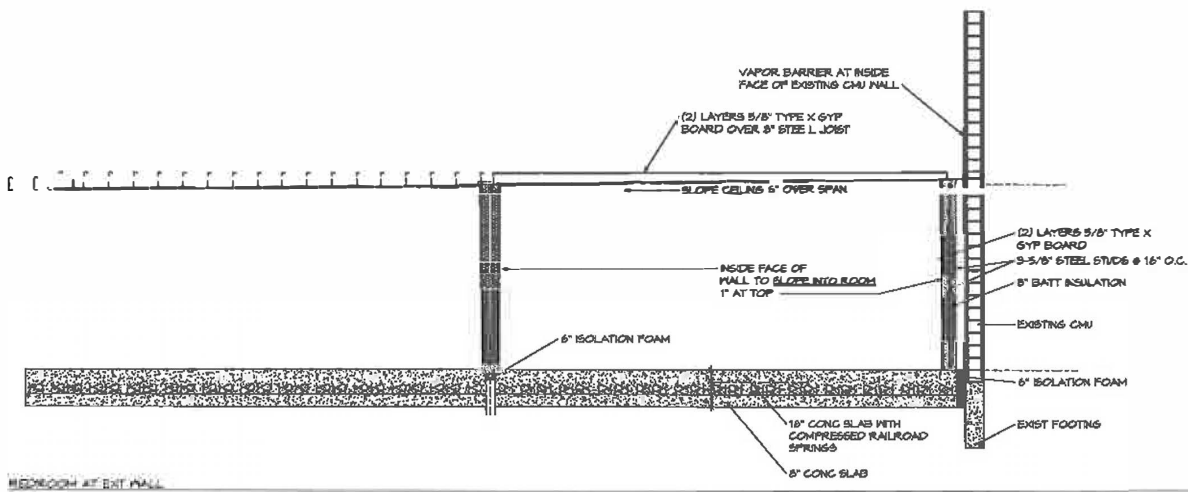 VAPOR BARRIER AT INSIDE
FACE OF EXISTING CMU WALL
(2) LAYERS 5/8" TYPE X GYP
BOARD OVER 8" STEEL JOIST
SLOPE CEILING 6" OVER SPAN
(2) LAYERS 5/8" TYPE X
GYP BOARD
3-5/8" STEEL STUDS @ 16" O.C.
8" BATT INSULATION
INSIDE FACE OF
WALL TO SLOPE INTO ROOM
1" AT TOP
EXISTING CMU
6" ISOLATION FOAM
6" ISOLATION FOAM
EXIST FOOTING
18" CONC SLAB WITH
COMPRESSED RAILROAD
SPRINGS
8" CONC SLAB
AT EXT WALL